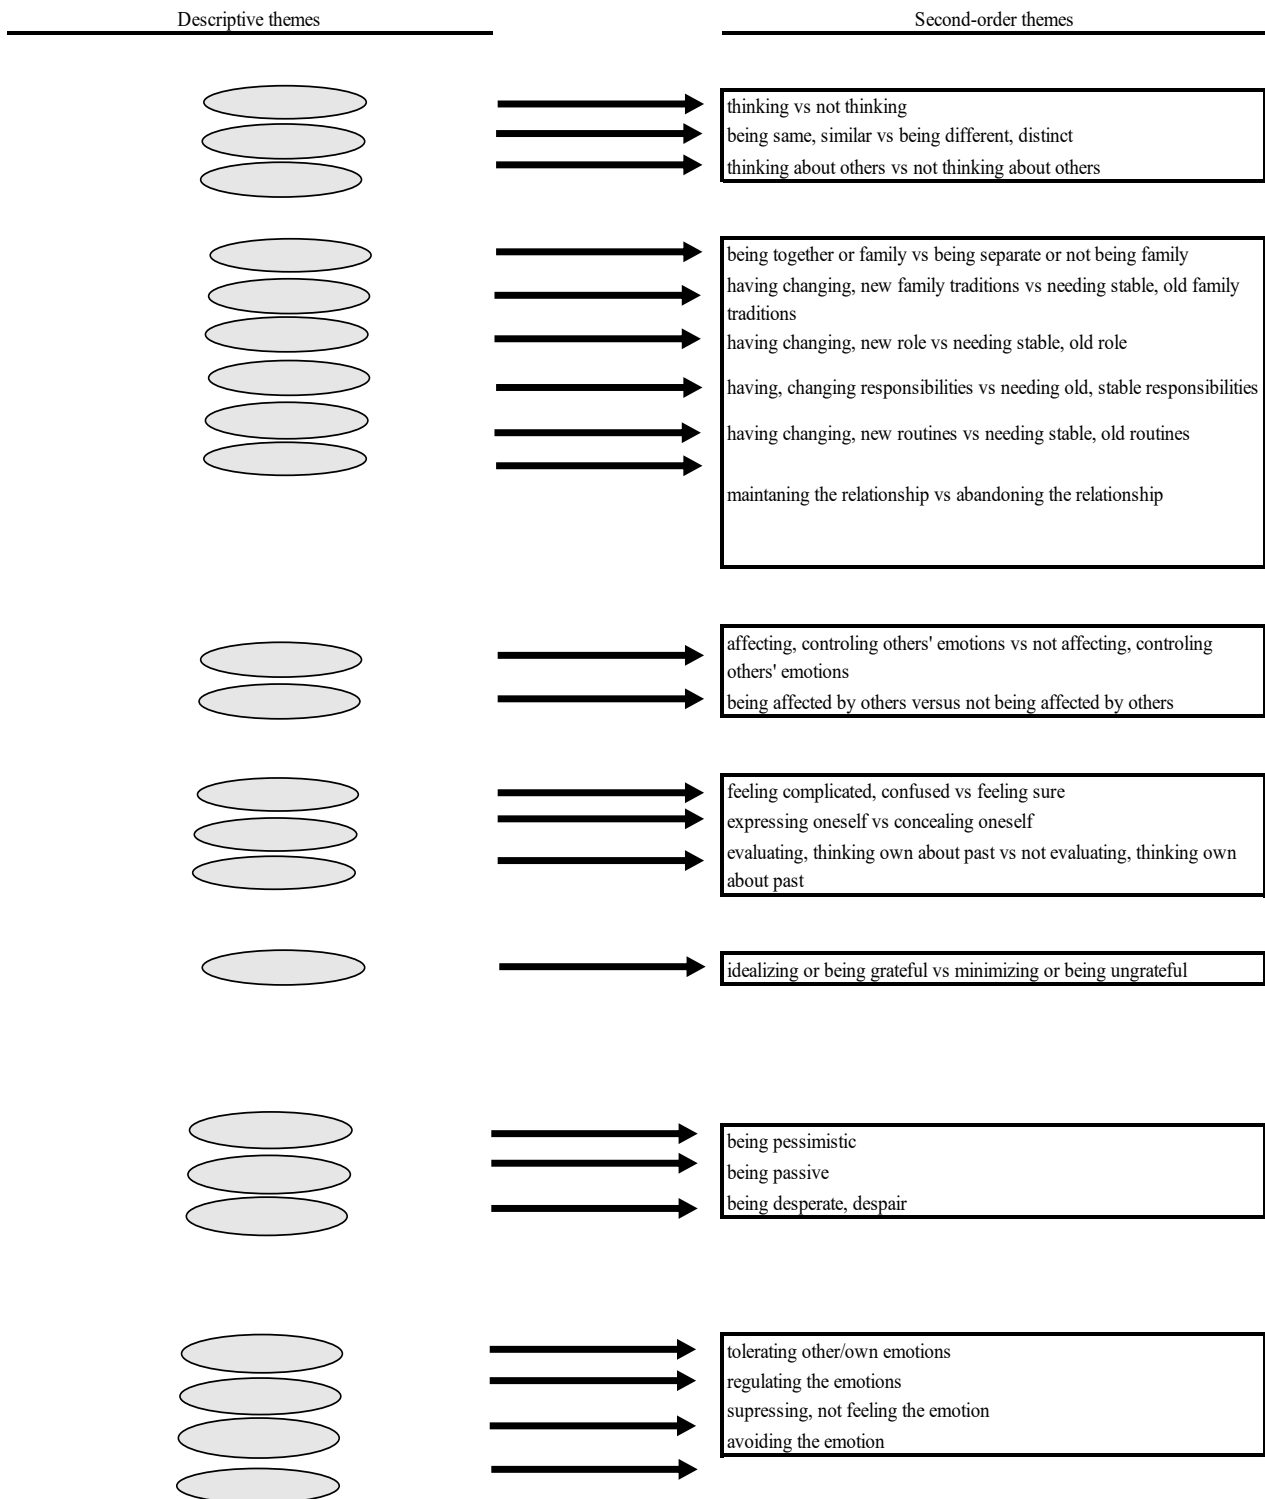 Descriptive themes
Second-order themes
thinking vs not thinking
being same, similar vs being different, distinct
thinking about others vs not thinking about others
being together or family vs being separate or not being family
having changing, new family traditions vs needing stable, old family
traditions
having changing, new role vs needing stable, old role
having, changing responsibilities vs needing old, stable responsibilities
having changing, new routines vs needing stable, old routines
maintaning the relationship vs abandoning the relationship
affecting, controling others' emotions vs not affecting, controling
others' emotions
being affected by others versus not being affected by others
feeling complicated, confused vs feeling sure
expressing oneself vs concealing oneself
evaluating, thinking own about past vs not evaluating, thinking own
about past
idealizing or being grateful vs minimizing or being ungrateful
being pessimistic
being passive
being desperate, despair
tolerating other/own emotions
regulating the emotions
supressing, not feeling the emotion
avoiding the emotion